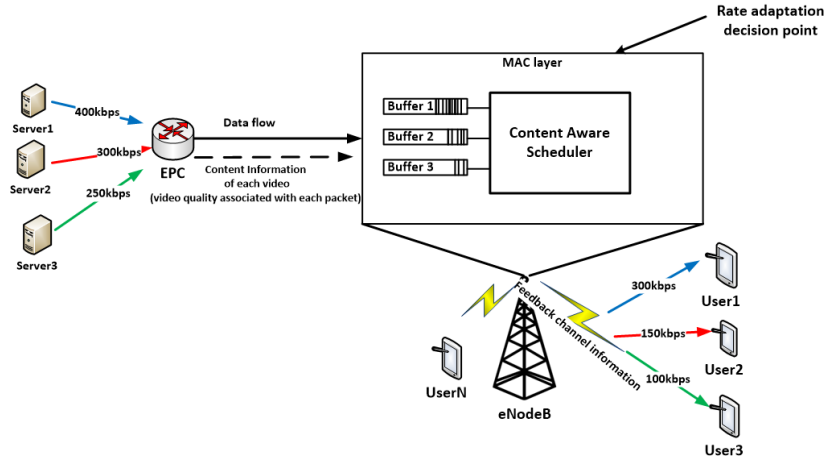 Rate adaptation
decision point
MAC layer
Server1
400kbps
Server2
300kbps
Server3
250kbps
EPC
Data flow
Content Information
of each video
(video quality associated with each packet)
Buffer 1
Buffer 2
Buffer 3
Content Aware
Scheduler
Feedback channel information
UserN
eNodeB
300kbps
User1
150kbps
User2
100kbps
User3